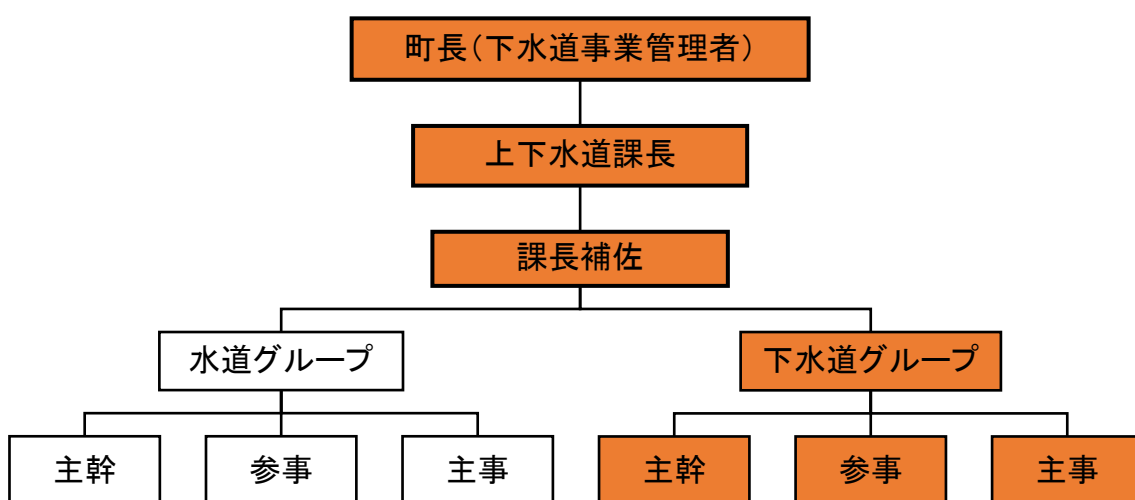 町長（下水道事業管理者）
上下水道課長
課長補佐
水道グループ
下水道グループ
主幹
参事
主事
主幹
参事
主事